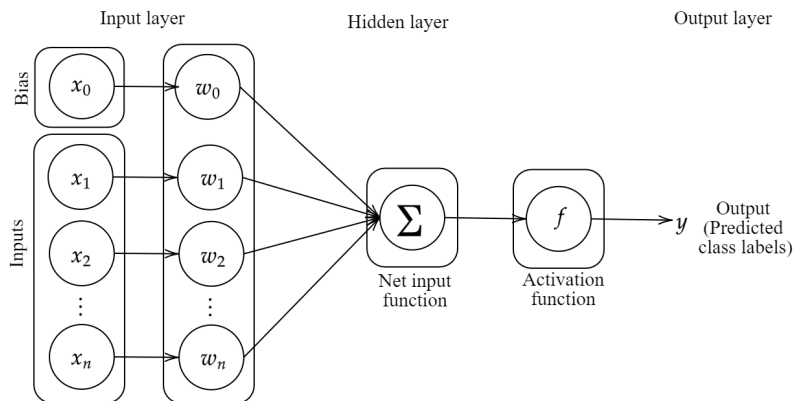 Input layer
Hidden layer
Output layer
Bias
x₀
w₀
Inputs
x₁
w₁
x₂
w₂
⋮
⋮
xₙ
wₙ
Σ
Net input
function
f
Activation
function
y
Output
(Predicted
class labels)